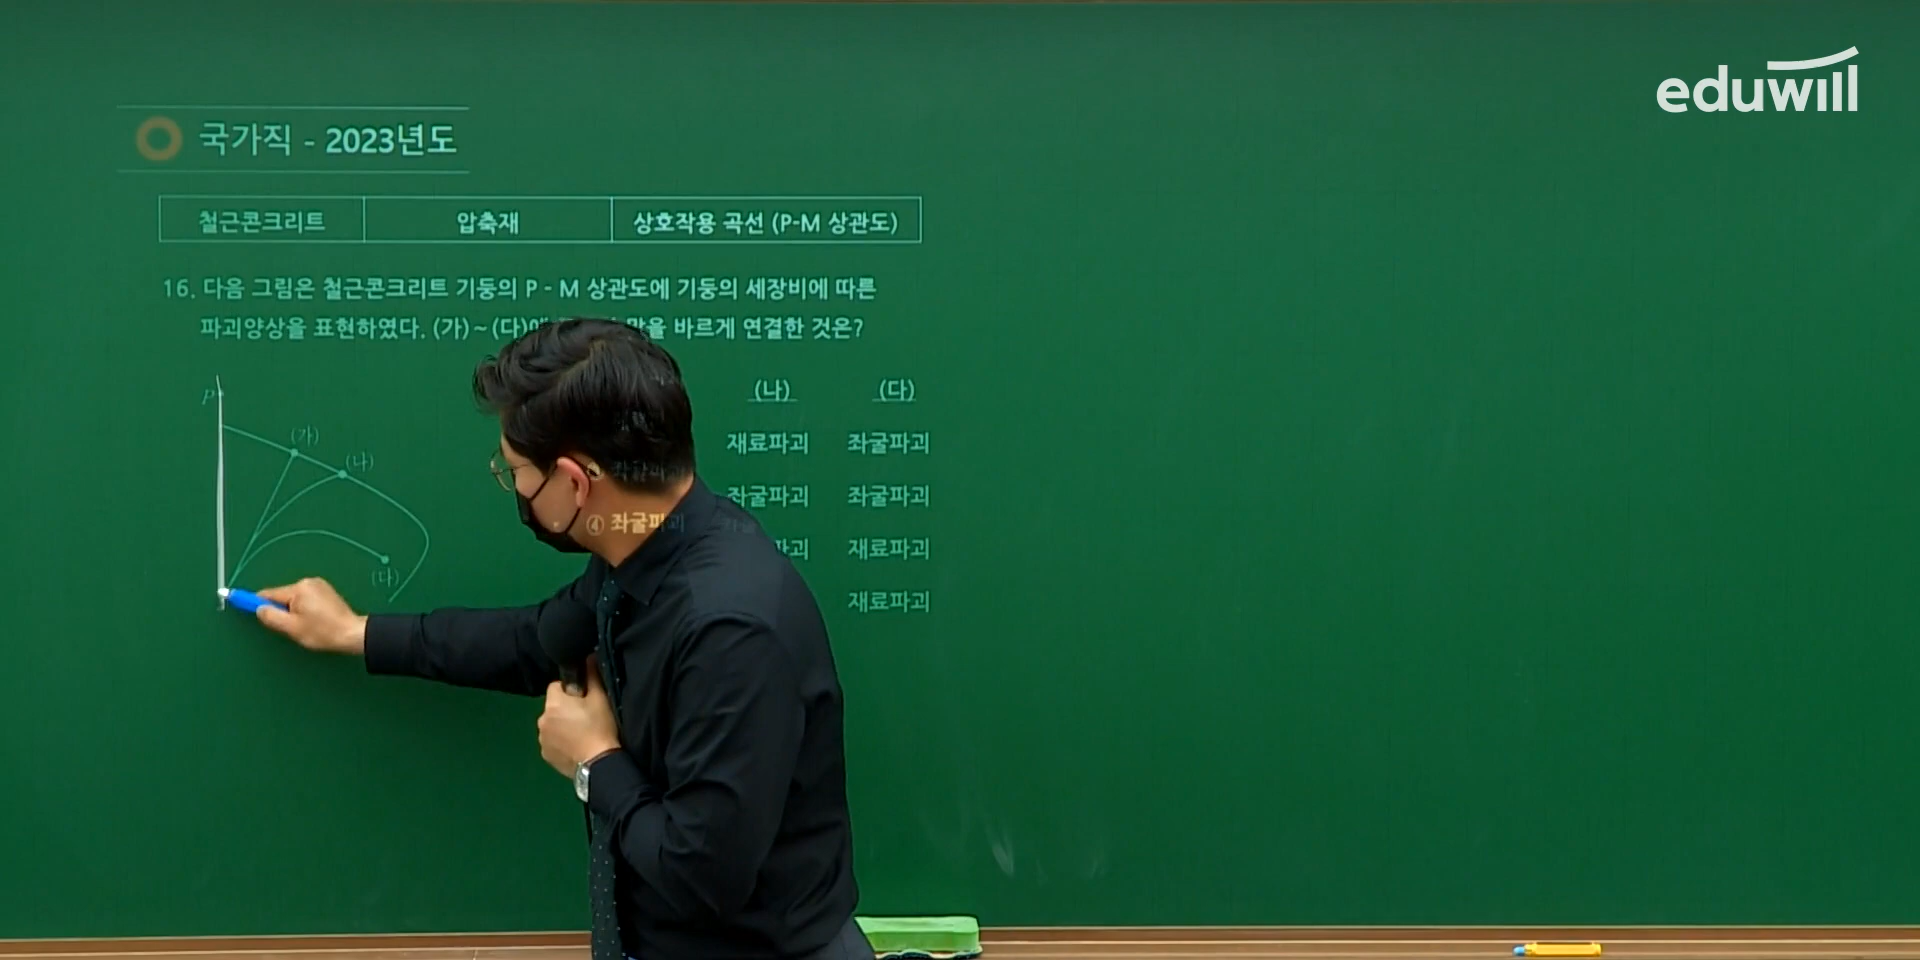 eduwill
국가직 - 2023년도
철근콘크리트 압축재 상호작용 곡선 (P-M 상관도)
16. 다음 그림은 철근콘크리트 기둥의 P - M 상관도에 기둥의 세장비에 따른
파괴양상을 표현하였다. (가) ~ (다)에 말을 바르게 연결한 것은?
P
(가)
(나)
(다)
(나) (다)
재료파괴 좌굴파괴
좌굴파괴 좌굴파괴
파괴 재료파괴
④ 좌굴파괴
재료파괴